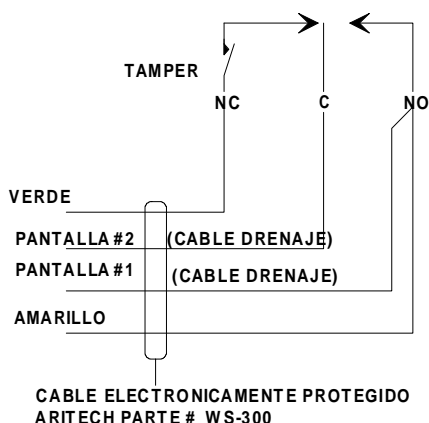 TAMPER
NC C NO
VERDE
PANTALLA #2 (CABLE DRENAJE)
PANTALLA #1 (CABLE DRENAJE)
AMARILLO
CABLE ELECTRONICAMENTE PROTEGIDO
ARITECH PARTE # WS-300